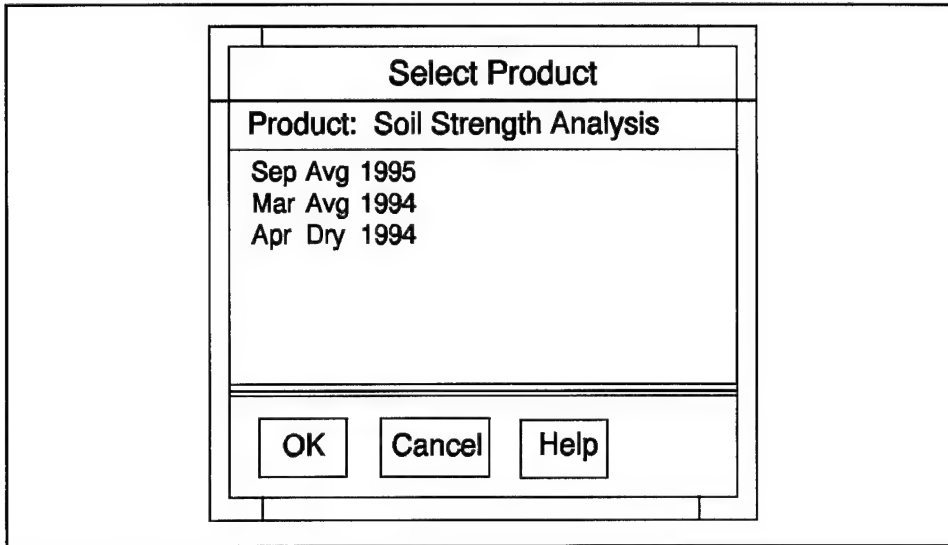 Select Product
Product: Soil Strength Analysis
Sep Avg 1995
Mar Avg 1994
Apr Dry 1994
OK Cancel Help